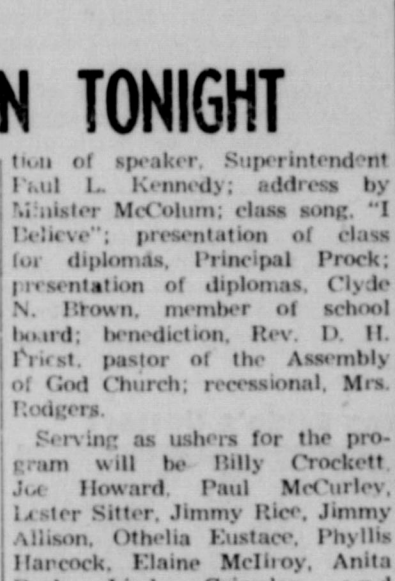 N TONIGHT
tion of speaker, Superintendent
Paul L. Kennedy; address by
Minister McColum; class song, "I
Believe"; presentation of class
for diplomas, Principal Prock;
presentation of diplomas, Clyde
N. Brown, member of school
board; benediction, Rev. D. H.
Priest, pastor of the Assembly
of God Church; recessional, Mrs.
Rodgers.
Serving as ushers for the pro-
gram will be Billy Crockett,
Joe Howard, Paul McCurley,
Lester Sitter, Jimmy Rice, Jimmy
Allison, Othelia Eustace, Phyllis
Hancock, Elaine McIlroy, Anita